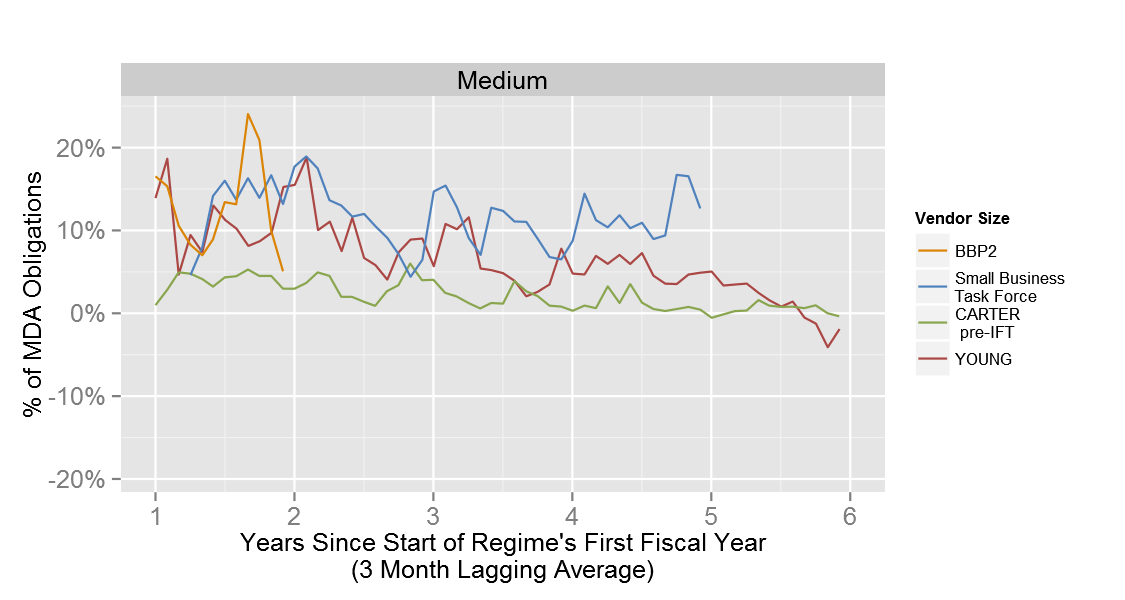 Medium
% of MDA Obligations
20%
10%
0%
-10%
-20%
1 2 3 4 5 6
Years Since Start of Regime's First Fiscal Year
(3 Month Lagging Average)
Vendor Size
BBP2
Small Business
Task Force
CARTER
pre-IFT
YOUNG